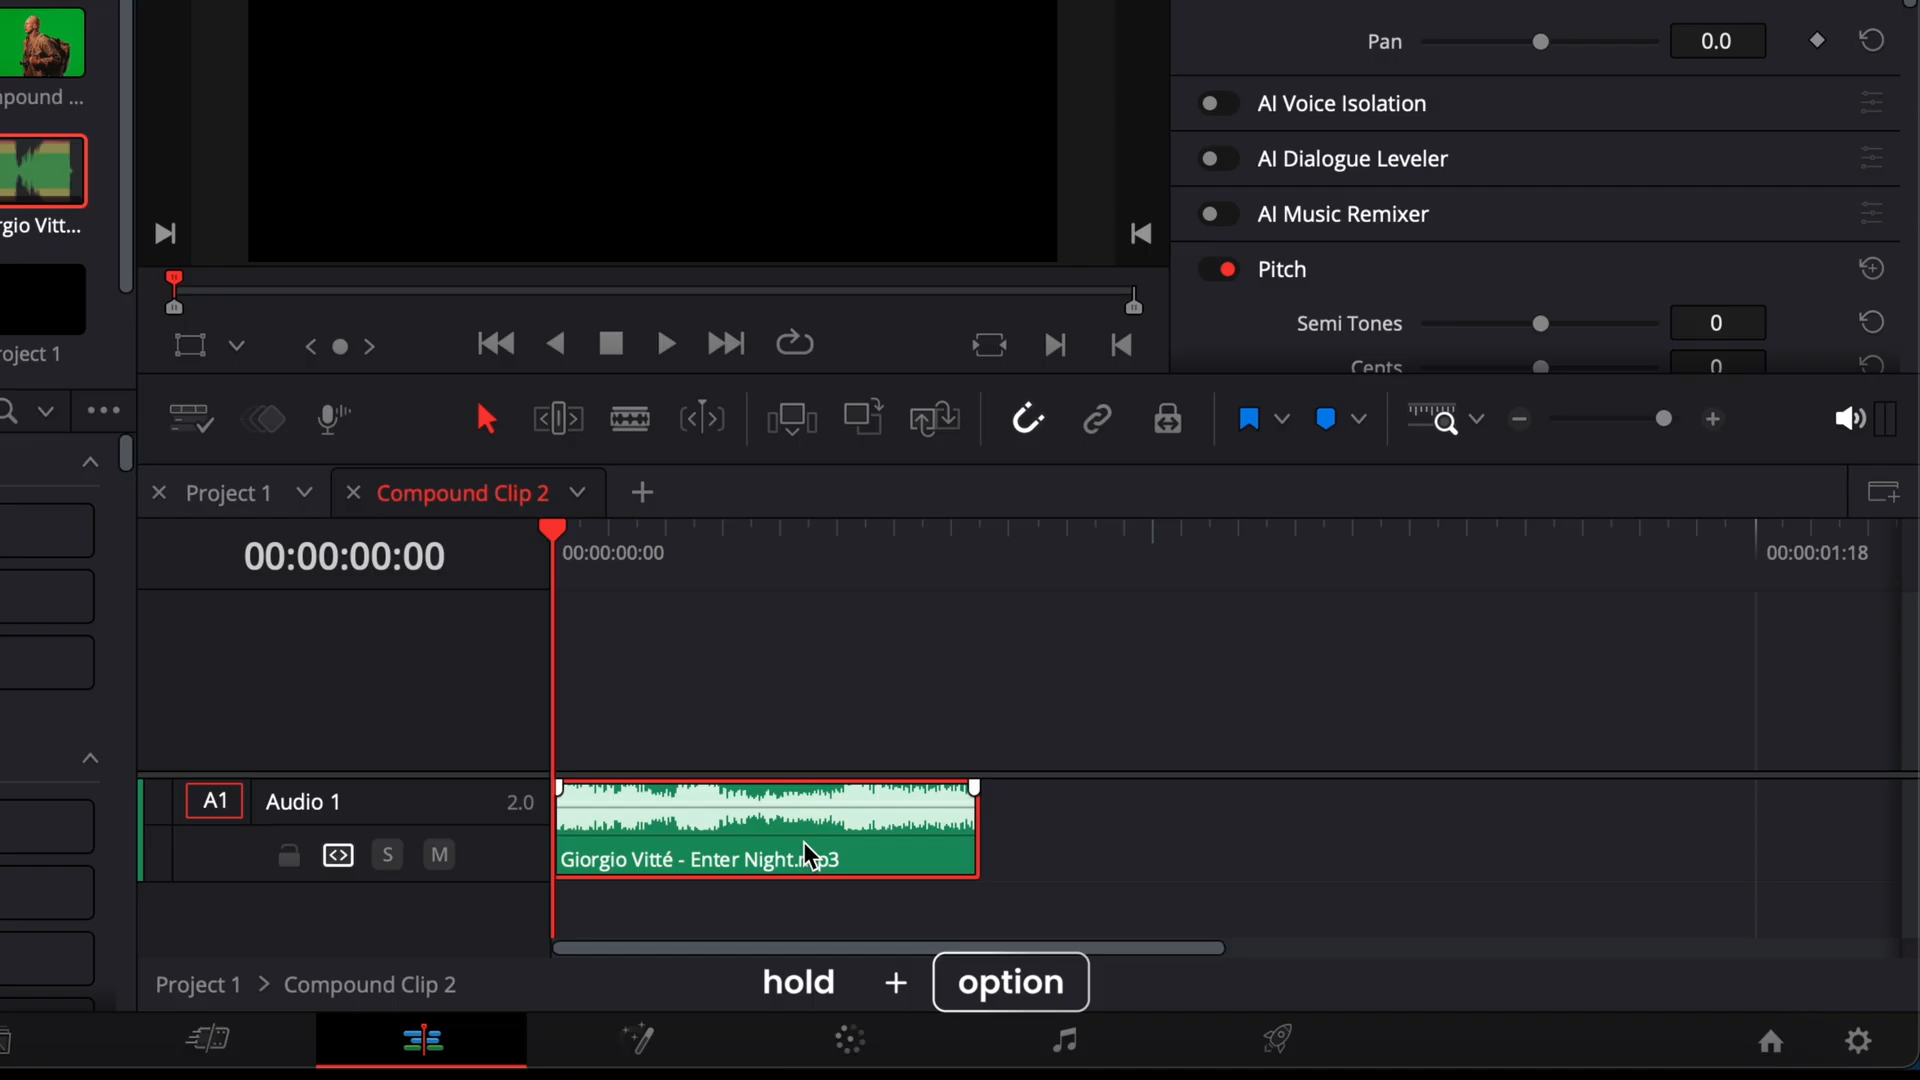 pound ...
rgio Vitt...
roject 1
Pan
0.0
AI Voice Isolation
AI Dialogue Leveler
AI Music Remixer
Pitch
Semi Tones
0
Cents
0
Project 1
Compound Clip 2
00:00:00:00
00:00:00:00
00:00:01:18
A1
Audio 1
2.0
S
M
Giorgio Vitté - Enter Night.mp3
hold + option
Project 1 > Compound Clip 2